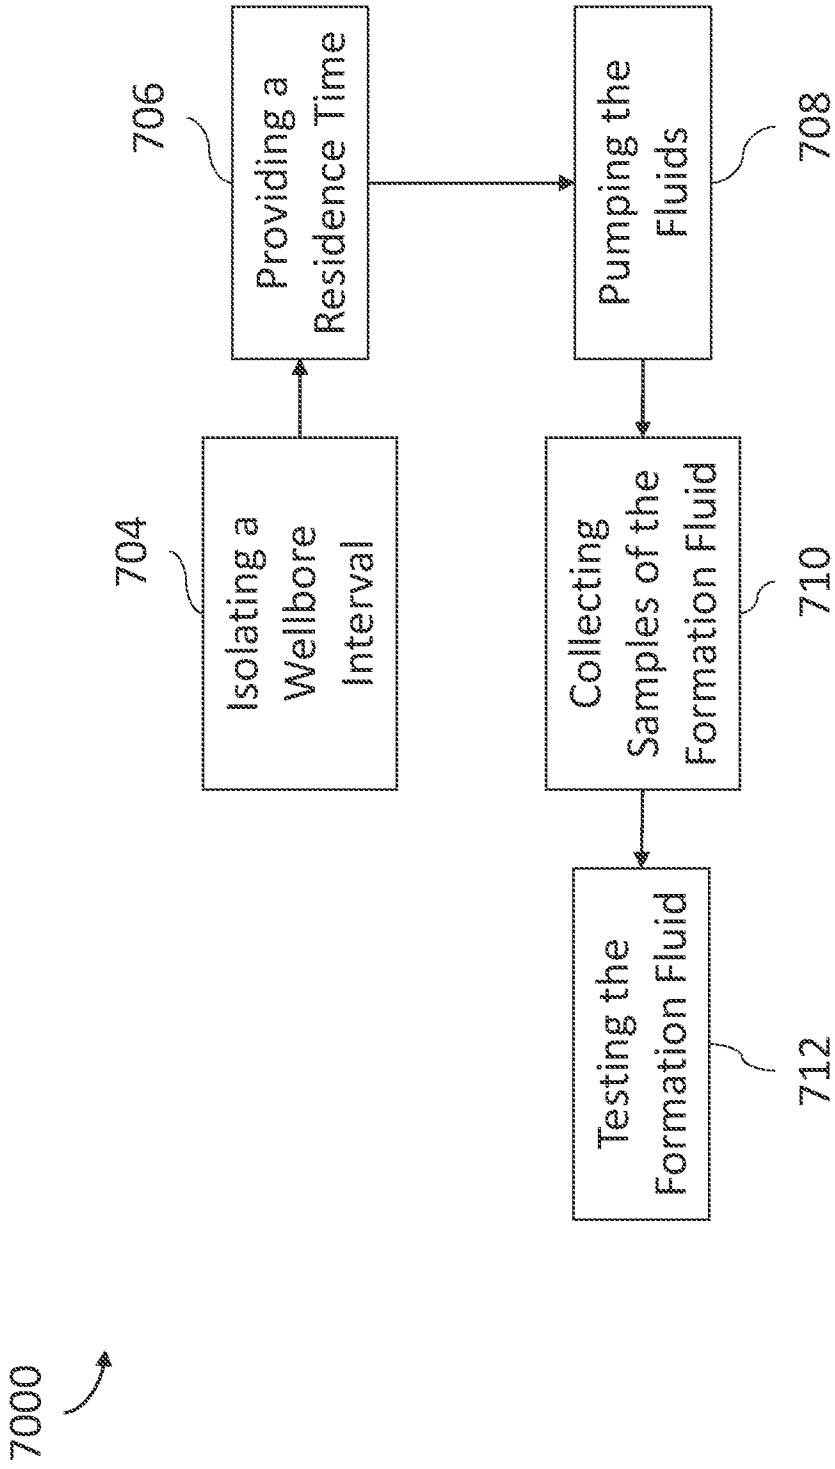 7000
704
Isolating a
Wellbore
Interval
706
Providing a
Residence Time
708
Pumping the
Fluids
710
Collecting
Samples of the
Formation Fluid
712
Testing the
Formation Fluid